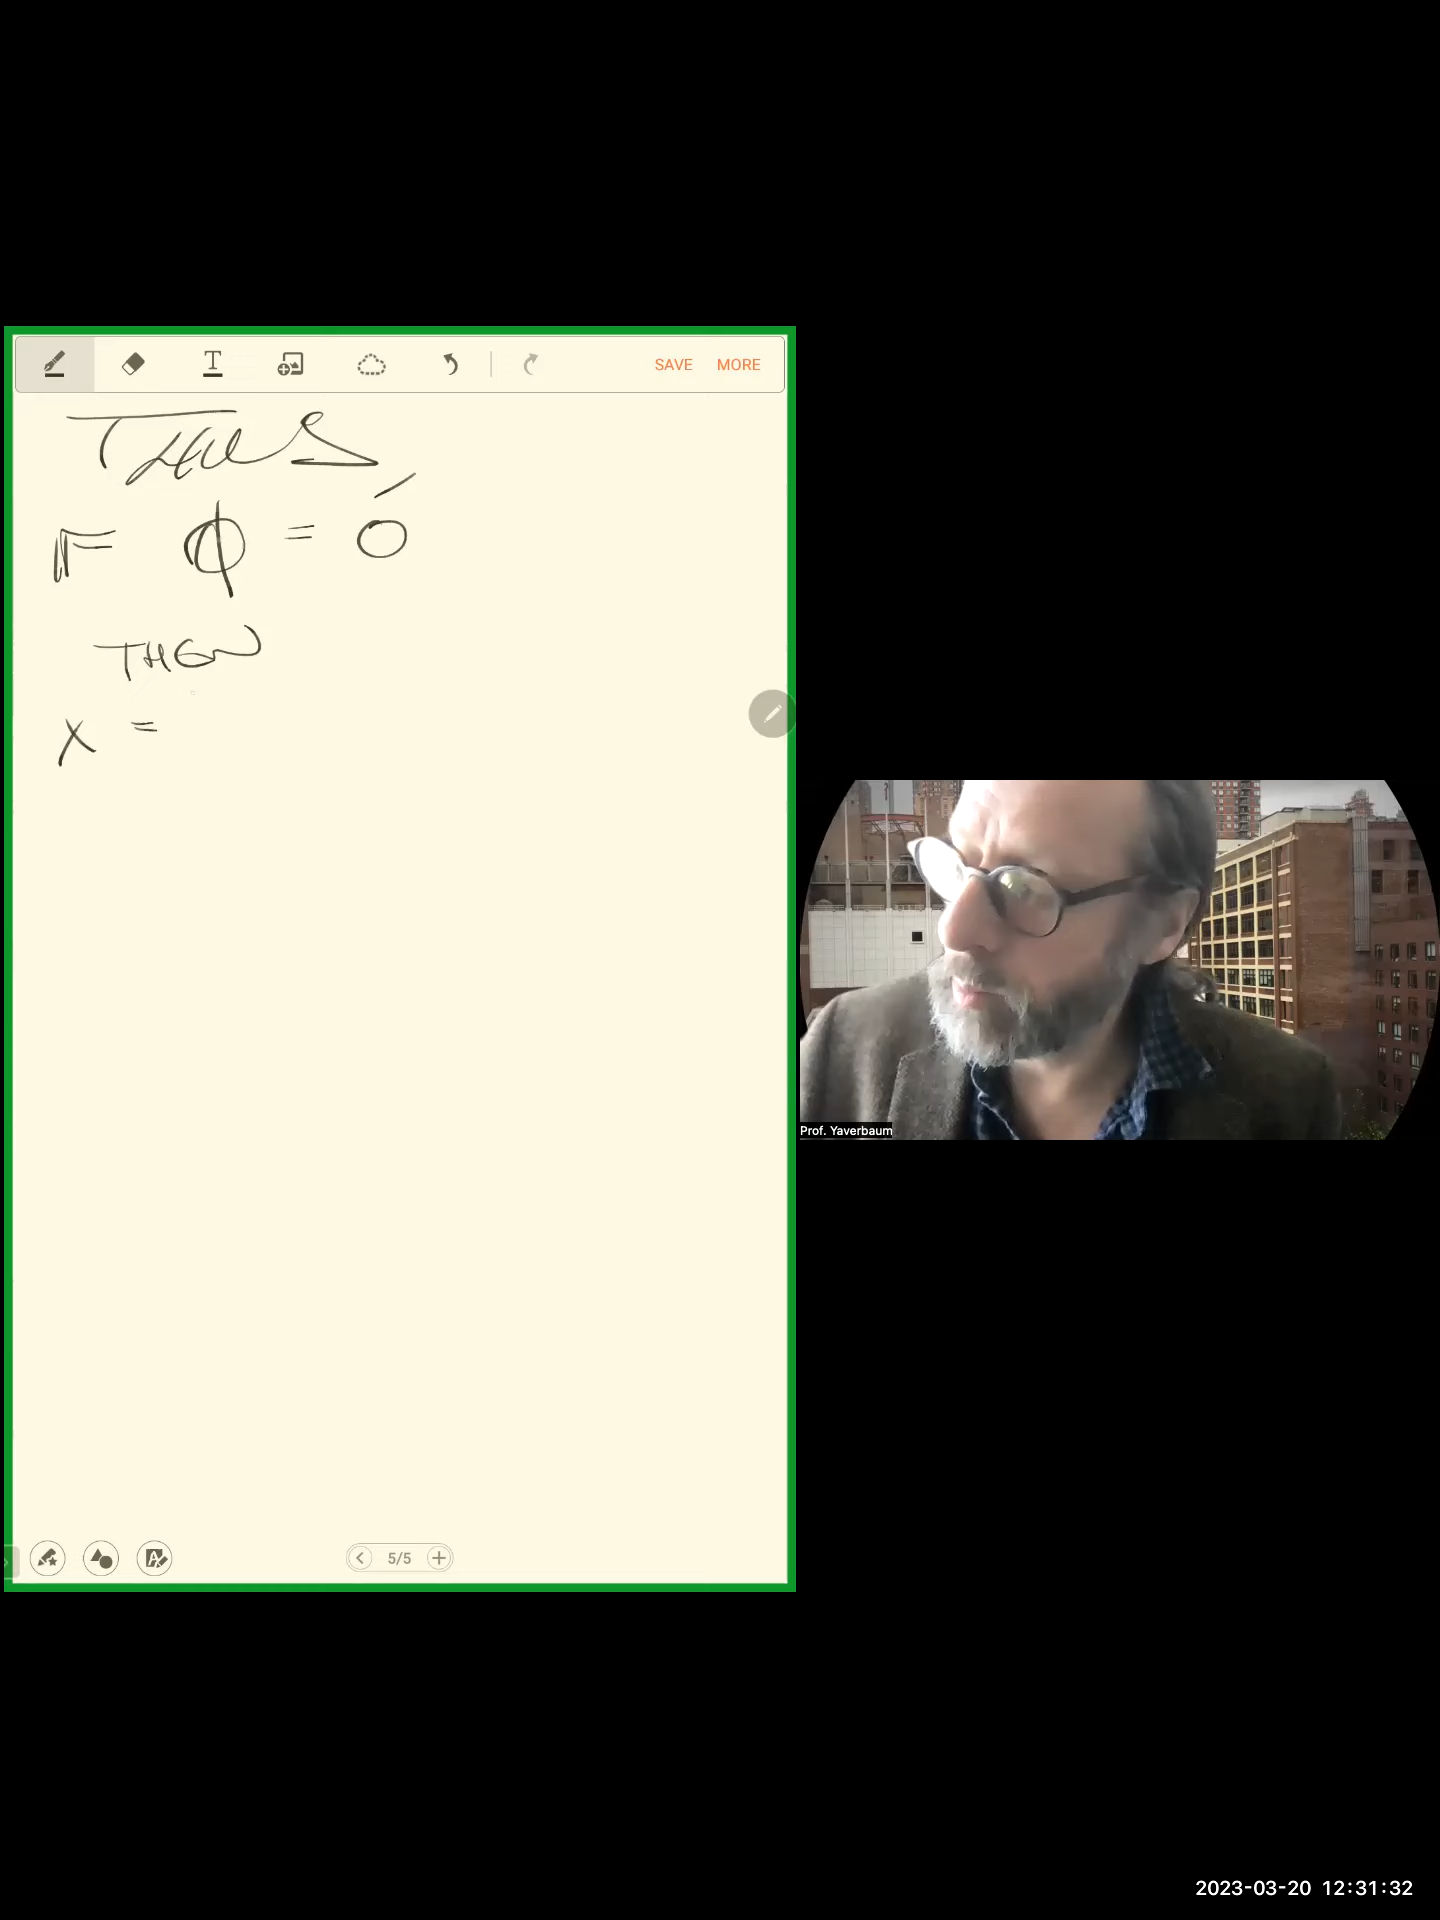 SAVE MORE
THUS,
IF ϕ = 0
THEN
x =
Prof. Yaverbaum
5/5
2023-03-20 12:31:32